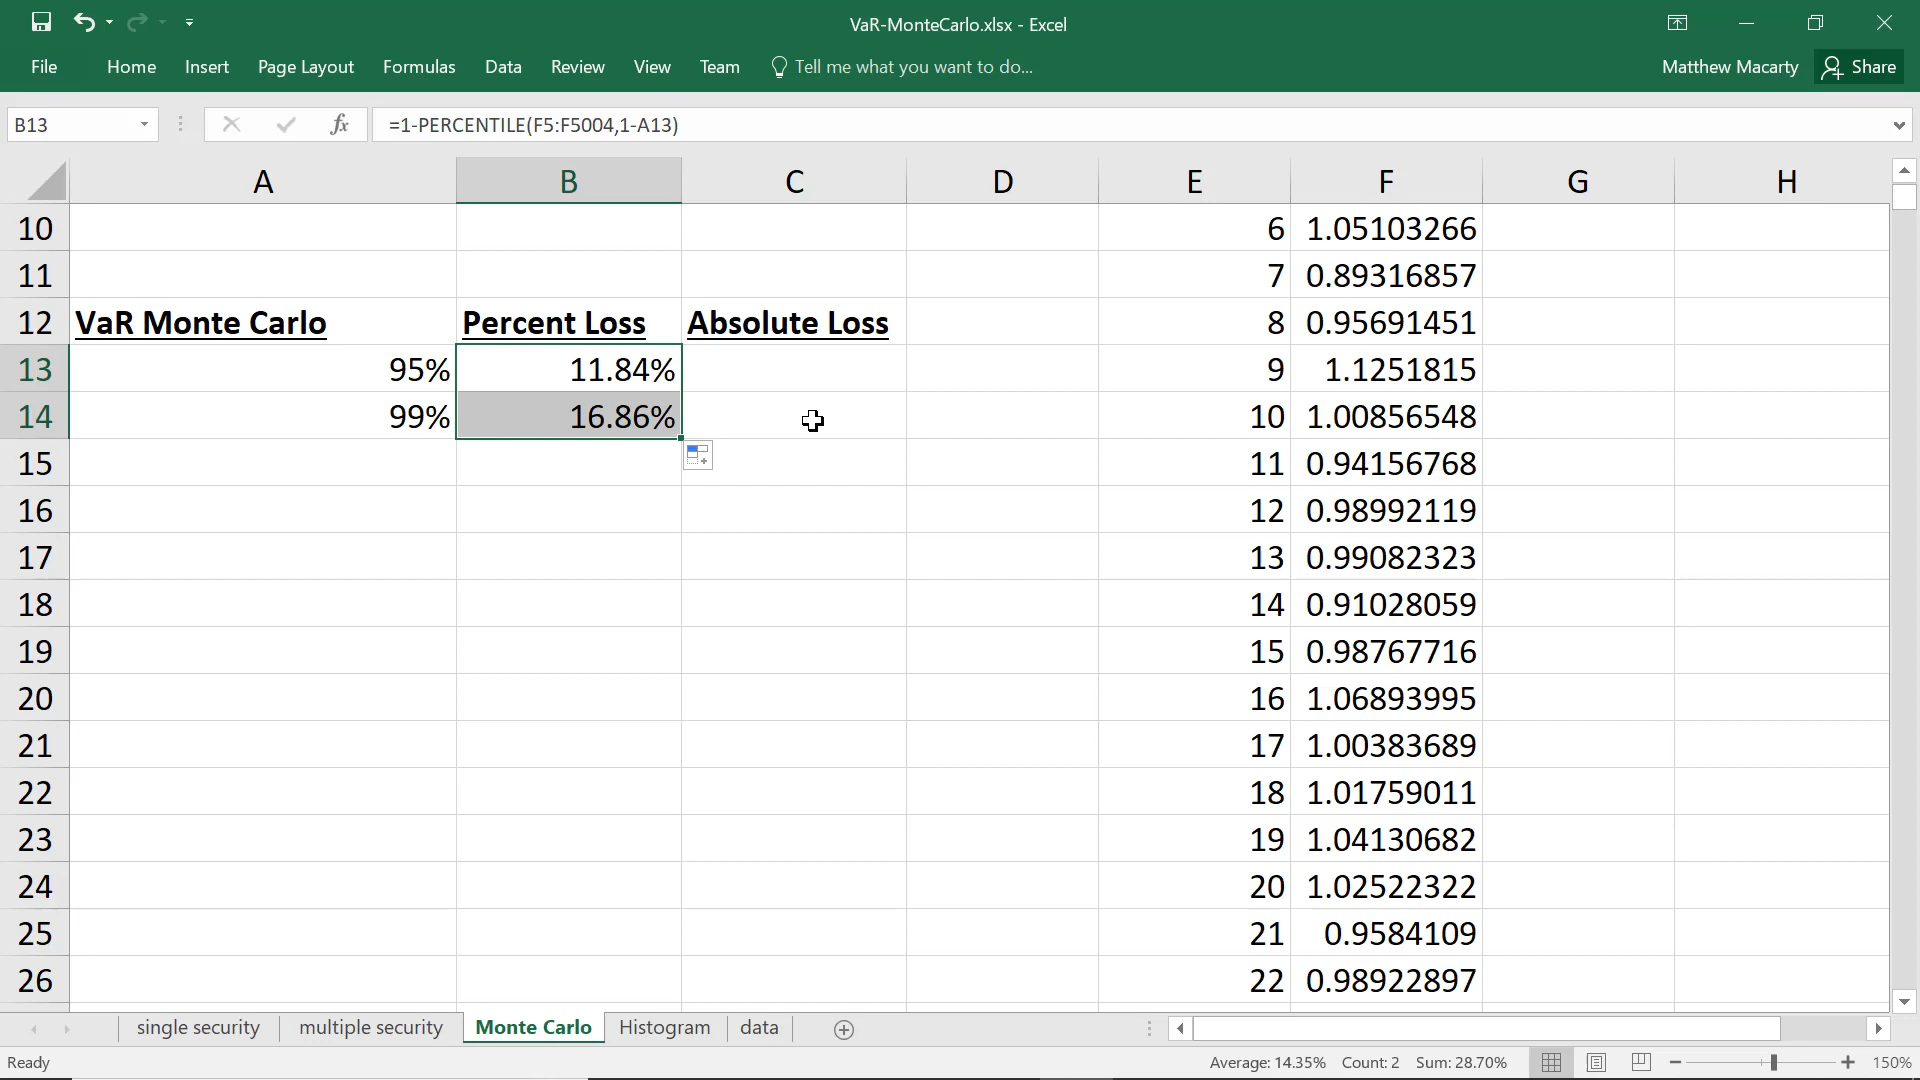 VaR-MonteCarlo.xlsx - Excel
File Home Insert Page Layout Formulas Data Review View Team Tell me what you want to do... Matthew Macarty Share
B13 fx =1-PERCENTILE(F5:F5004,1-A13)
A B C D E F G H
10 6 1.05103266
11 7 0.89316857
12 VaR Monte Carlo Percent Loss Absolute Loss 8 0.95691451
13 95% 11.84% 9 1.1251815
14 99% 16.86% 10 1.00856548
15 11 0.94156768
16 12 0.98992119
17 13 0.99082323
18 14 0.91028059
19 15 0.98767716
20 16 1.06893995
21 17 1.00383689
22 18 1.01759011
23 19 1.04130682
24 20 1.02522322
25 21 0.9584109
26 22 0.98922897
single security multiple security Monte Carlo Histogram data
Ready Average: 14.35% Count: 2 Sum: 28.70% 150%